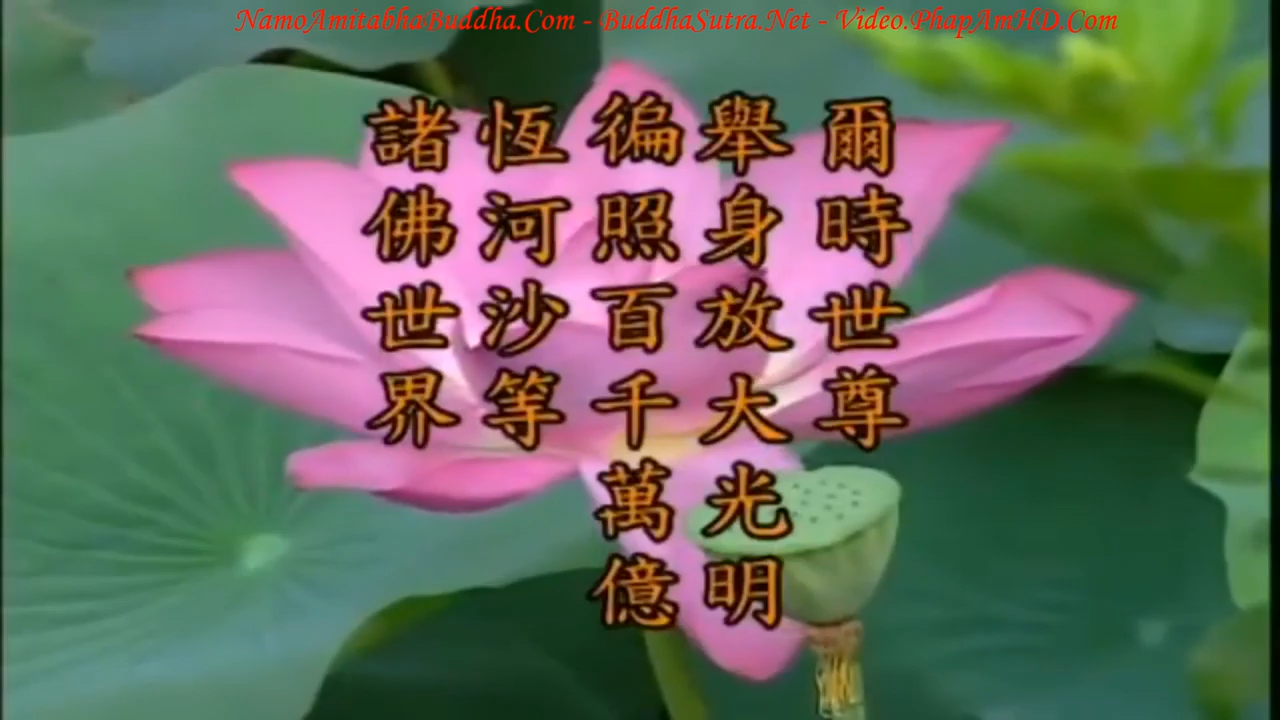 NamoAmitabhaBuddha.Com - BuddhaSutra.Net - Video.PhapAmHD.Com
爾時世尊
舉身放大光明
徧照百千萬億
恆河沙等
諸佛世界